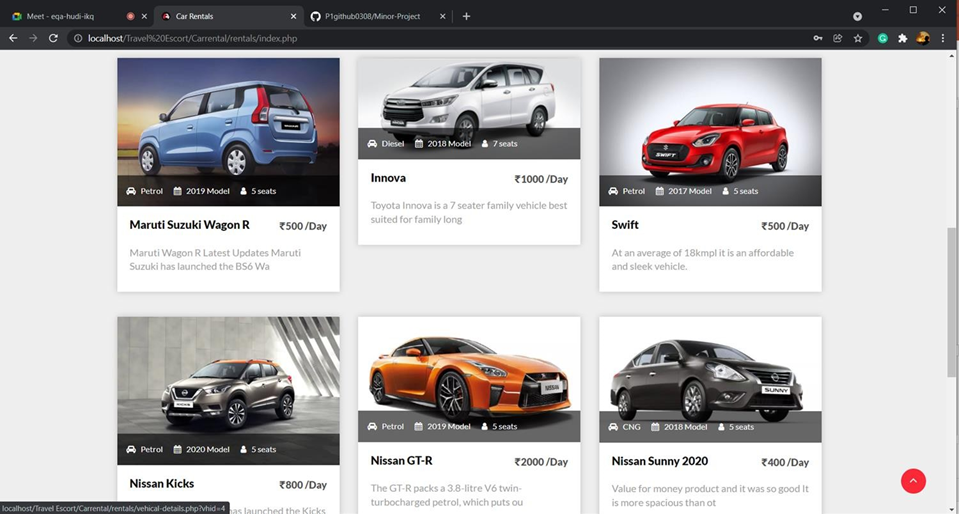 Meet - eqa-hudi-ikq
Car Rentals
P1github0308/Minor-Project
localhost/Travel%20Escort/Carrental/rentals/index.php
Petrol 2019 Model 5 seats
Maruti Suzuki Wagon R ₹500 /Day
Maruti Wagon R Latest Updates Maruti
Suzuki has launched the BS6 Wa
Diesel 2018 Model 7 seats
Innova ₹1000 /Day
Toyota Innova is a 7 seater family vehicle best
suited for family long
SWIFT
Petrol 2017 Model 5 seats
Swift ₹500 /Day
At an average of 18kmpl it is an affordable
and sleek vehicle.
Petrol 2020 Model 5 seats
Nissan Kicks ₹800 /Day
has launched the Kicks
Petrol 2019 Model 5 seats
Nissan GT-R ₹2000 /Day
The GT-R packs a 3.8-litre V6 twin-
turbocharged petrol, which puts ou
SUNNY
CNG 2018 Model 5 seats
Nissan Sunny 2020 ₹400 /Day
Value for money product and it was so good It
is more spacious than ot
localhost/Travel Escort/Carrental/rentals/vehical-details.php?vhid=4